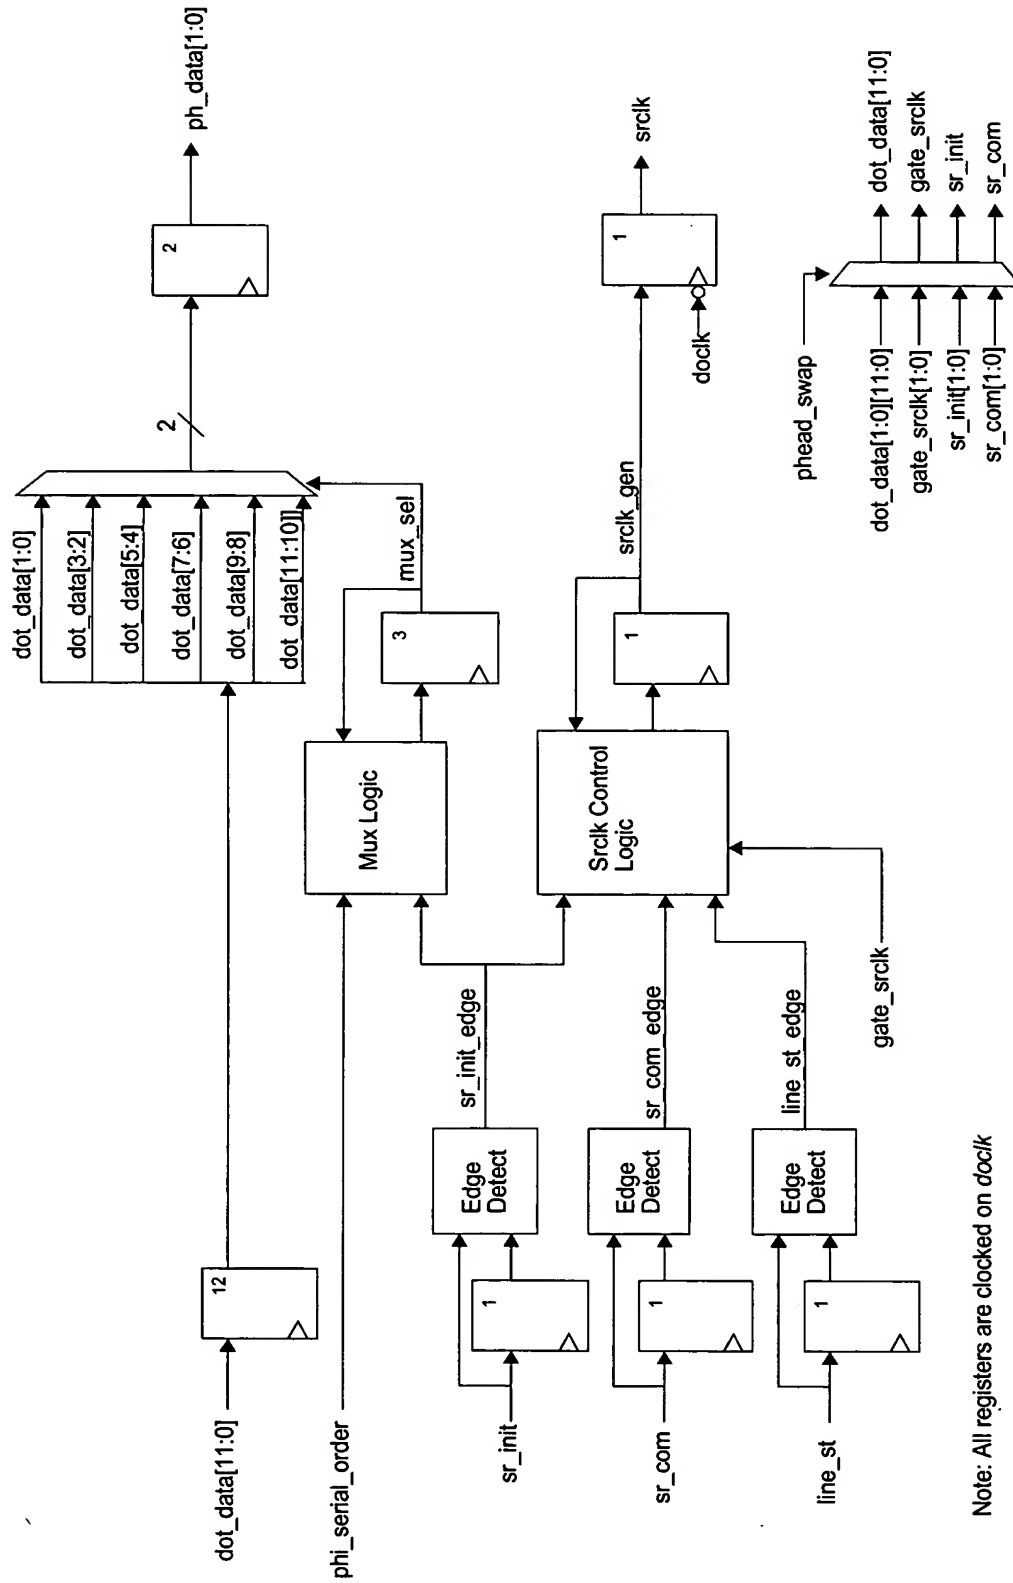 ph_data[1:0]
2
2
dot_data[1:0]
dot_data[3:2]
dot_data[5:4]
dot_data[7:6]
dot_data[9:8]
dot_data[11:10]]
12
dot_data[11:0]
mux_sel
3
Mux Logic
phi_serial_order
srclk
1
doclk
srclk_gen
1
Srclk Control
Logic
gate_srclk
sr_init_edge
Edge
Detect
1
sr_init
sr_com_edge
Edge
Detect
1
sr_com
line_st_edge
Edge
Detect
1
line_st
phead_swap
dot_data[1:0][11:0]
gate_srclk[1:0]
sr_init[1:0]
sr_com[1:0]
dot_data[11:0]
gate_srclk
sr_init
sr_com
Note: All registers are clocked on doclk